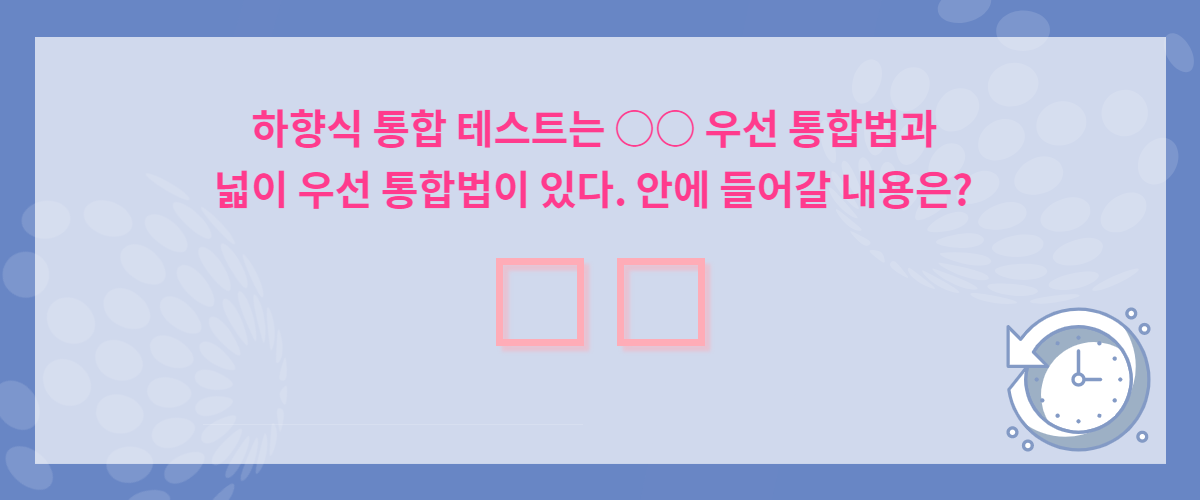 하향식 통합 테스트는 ○○ 우선 통합법과
넓이 우선 통합법이 있다. 안에 들어갈 내용은?